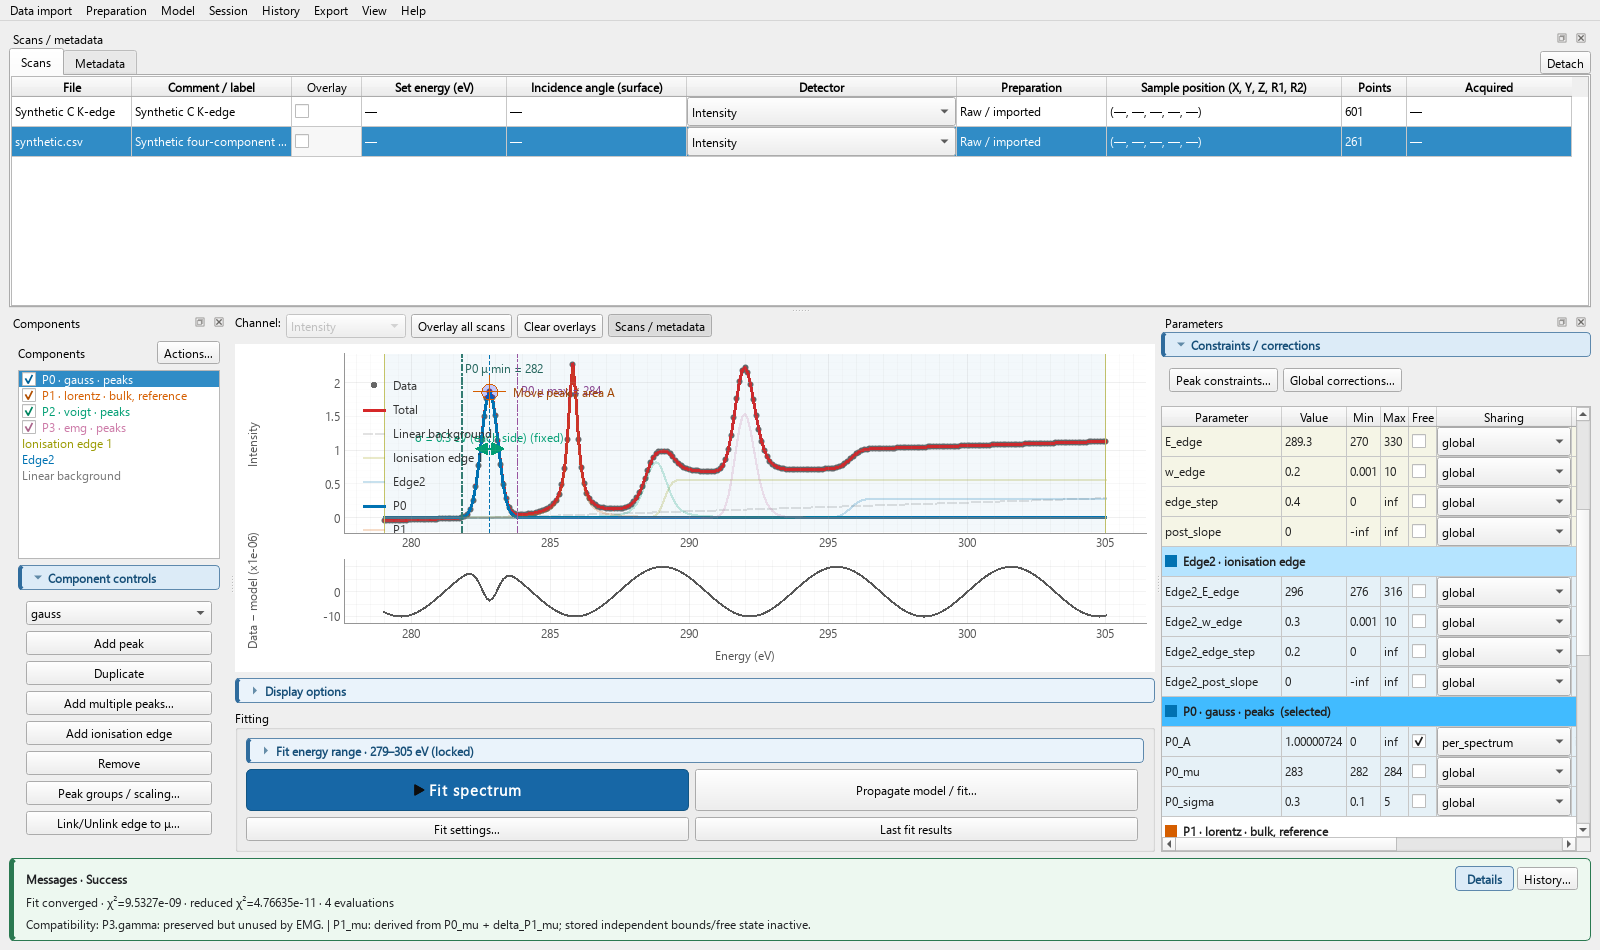 Data import Preparation Model Session History Export View Help
Scans / metadata
Scans Metadata Detach
File Comment / label Overlay Set energy (eV) Incidence angle (surface) Detector Preparation Sample position (X, Y, Z, R1, R2) Points Acquired
Synthetic C K-edge Synthetic C K-edge — — Intensity Raw / imported (—, —, —, —, —) 601 —
synthetic.csv Synthetic four-component ... — — Intensity Raw / imported (—, —, —, —, —) 261 —
Components
Components Actions...
P0 · gauss · peaks
P1 · lorentz · bulk, reference
P2 · voigt · peaks
P3 · emg · peaks
Ionisation edge 1
Edge2
Linear background
Component controls
gauss
Add peak
Duplicate
Add multiple peaks...
Add ionisation edge
Remove
Peak groups / scaling...
Link/Unlink edge to μ...
Channel: Intensity Overlay all scans Clear overlays Scans / metadata
P0 μ min = 282
P0 μ max = 284
Move peak · area A
σ = 0.3 eV (each side) (fixed)
Data
Total
Linear background
Ionisation edge
Edge2
P0
P1
Intensity
2
1.5
1
0.5
0
280 285 290 295 300 305
Data − model (x1e-06)
0
-10
280 285 290 295 300 305
Energy (eV)
Display options
Fitting
Fit energy range · 279–305 eV (locked)
Fit spectrum Propagate model / fit...
Fit settings... Last fit results
Parameters
Constraints / corrections
Peak constraints... Global corrections...
Parameter Value Min Max Free Sharing
E_edge 289.3 270 330 global
w_edge 0.2 0.001 10 global
edge_step 0.4 0 inf global
post_slope 0 -inf inf global
Edge2 · ionisation edge
Edge2_E_edge 296 276 316 global
Edge2_w_edge 0.3 0.001 10 global
Edge2_edge_step 0.2 0 inf global
Edge2_post_slope 0 -inf inf global
P0 · gauss · peaks (selected)
P0_A 1.00000724 0 inf per_spectrum
P0_mu 283 282 284 global
P0_sigma 0.3 0.1 5 global
P1 · lorentz · bulk, reference
Messages · Success Details History...
Fit converged · χ²=9.5327e-09 · reduced χ²=4.76635e-11 · 4 evaluations
Compatibility: P3.gamma: preserved but unused by EMG. | P1_mu: derived from P0_mu + delta_P1_mu; stored independent bounds/free state inactive.